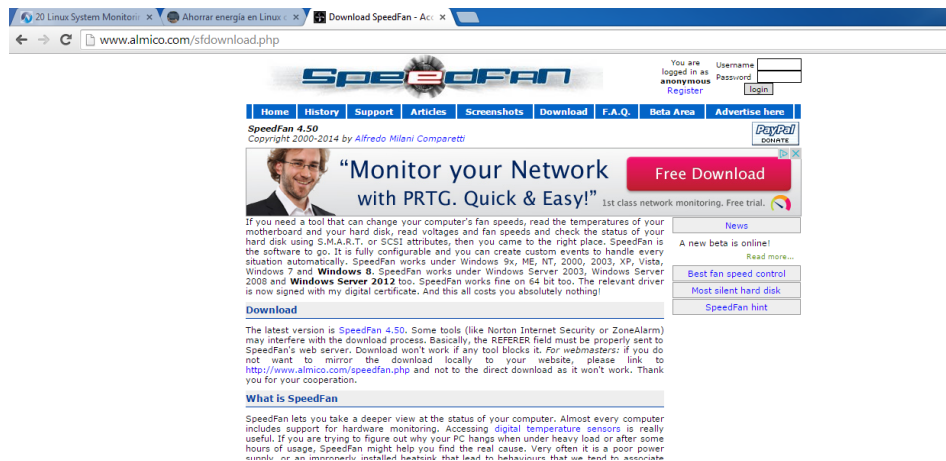 20 Linux System Monitorin
Ahorrar energía en Linux c
Download SpeedFan - Acc
www.almico.com/sfdownload.php
SpeedFan
You are
logged in as
anonymous
Register
Username
Password
login
Home History Support Articles Screenshots Download F.A.Q. Beta Area Advertise here
SpeedFan 4.50
Copyright 2000-2014 by Alfredo Milani Comparetti
PayPal
DONATE
“Monitor your Network
with PRTG. Quick & Easy!”
Free Download
1st class network monitoring. Free trial.
If you need a tool that can change your computer's fan speeds, read the temperatures of your
motherboard and your hard disk, read voltages and fan speeds and check the status of your
hard disk using S.M.A.R.T. or SCSI attributes, then you came to the right place. SpeedFan is
the software to go. It is fully configurable and you can create custom events to handle every
situation automatically. SpeedFan works under Windows 9x, ME, NT, 2000, 2003, XP, Vista,
Windows 7 and Windows 8. SpeedFan works under Windows Server 2003, Windows Server
2008 and Windows Server 2012 too. SpeedFan works fine on 64 bit too. The relevant driver
is now signed with my digital certificate. And this all costs you absolutely nothing!
News
A new beta is online!
Read more...
Best fan speed control
Most silent hard disk
SpeedFan hint
Download
The latest version is SpeedFan 4.50. Some tools (like Norton Internet Security or ZoneAlarm)
may interfere with the download process. Basically, the REFERER field must be properly sent to
SpeedFan's web server. Download won't work if any tool blocks it. For webmasters: if you do
not want to mirror the download locally to your website, please link to
http://www.almico.com/speedfan.php and not to the direct download as it won't work. Thank
you for your cooperation.
What is SpeedFan
SpeedFan lets you take a deeper view at the status of your computer. Almost every computer
includes support for hardware monitoring. Accessing digital temperature sensors is really
useful. If you are trying to figure out why your PC hangs when under heavy load or after some
hours of usage, SpeedFan might help you find the real cause. Very often it is a poor power
supply, or an improperly installed heatsink that lead to behaviours that we tend to associate